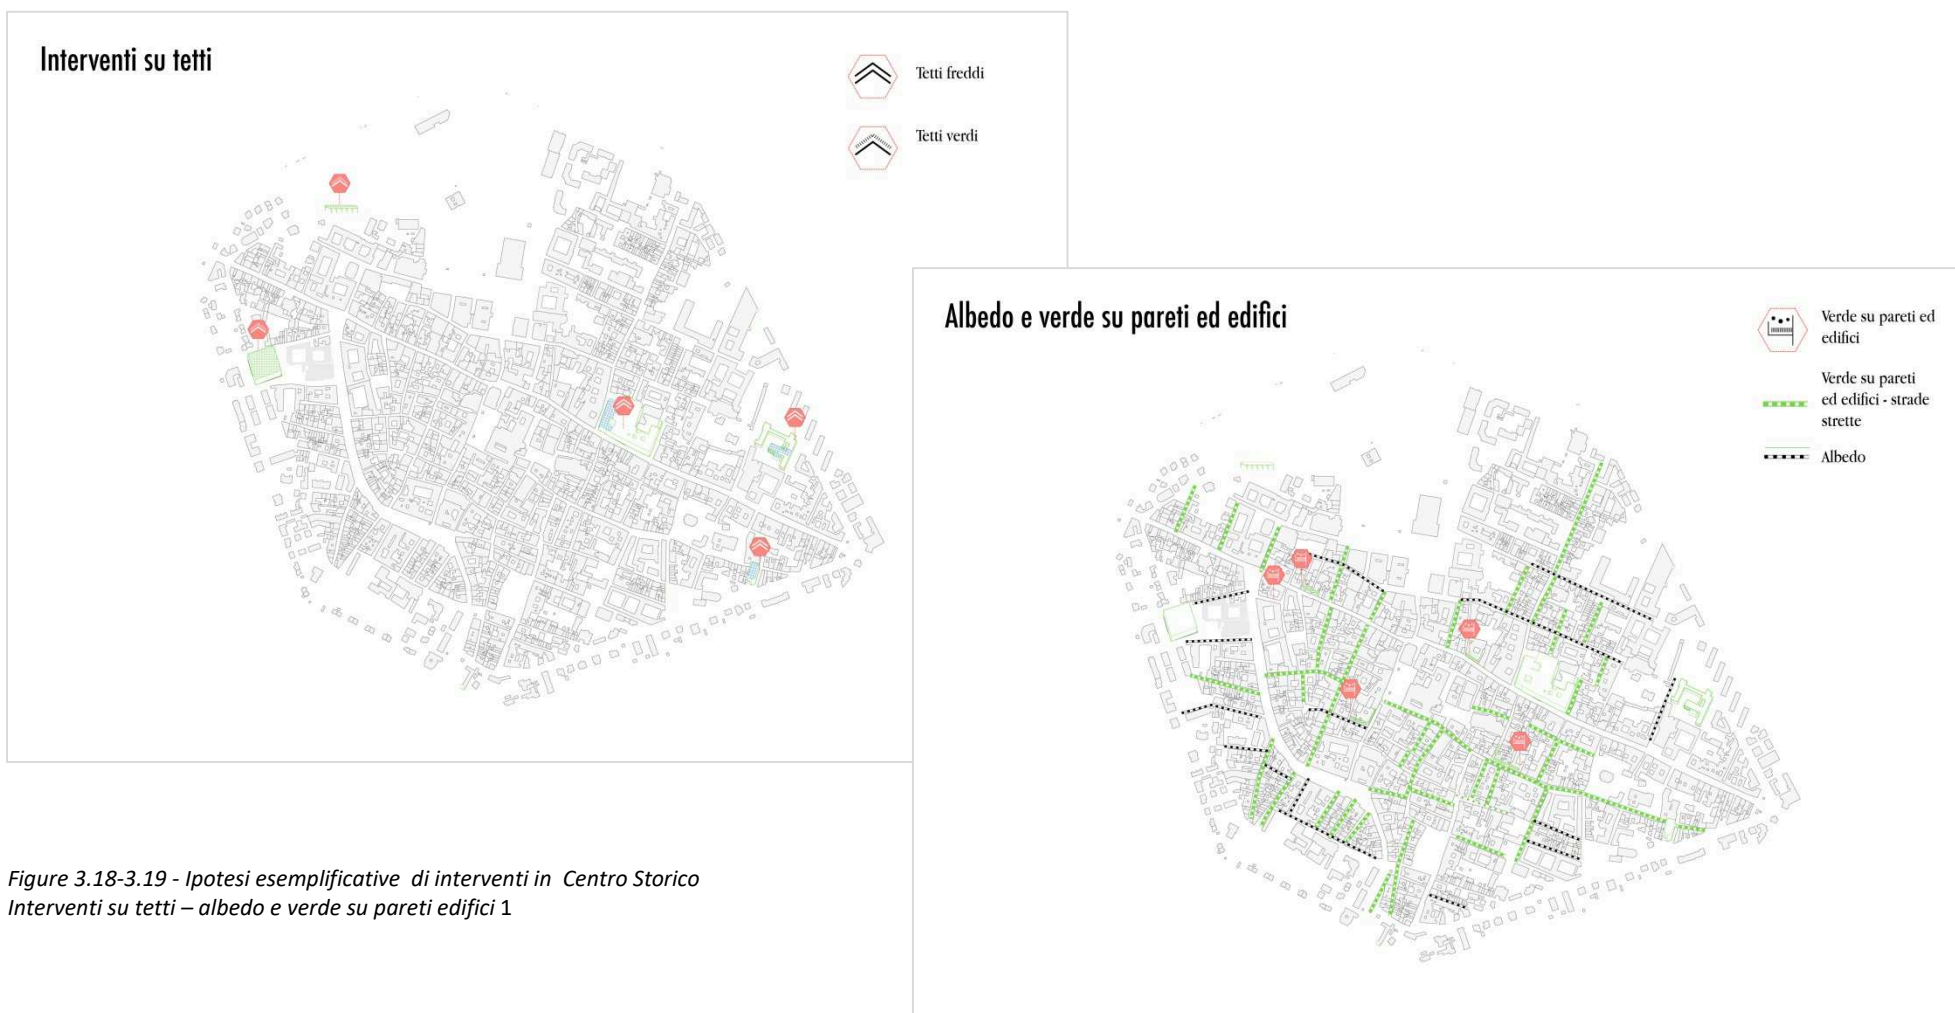 Interventi su tetti
Tetti freddi
Tetti verdi
Albedo e verde su pareti ed edifici
Verde su pareti ed
edifici
Verde su pareti
ed edifici - strade
strette
Albedo
Figure 3.18-3.19 - Ipotesi esemplificative di interventi in Centro Storico
Interventi su tetti – albedo e verde su pareti edifici 1